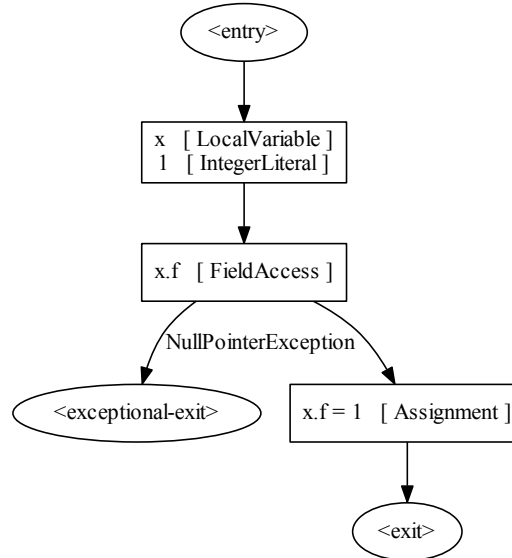 <entry>
x [ LocalVariable ]
1 [ IntegerLiteral ]
x.f [ FieldAccess ]
NullPointerException
<exceptional-exit>
x.f = 1 [ Assignment ]
<exit>